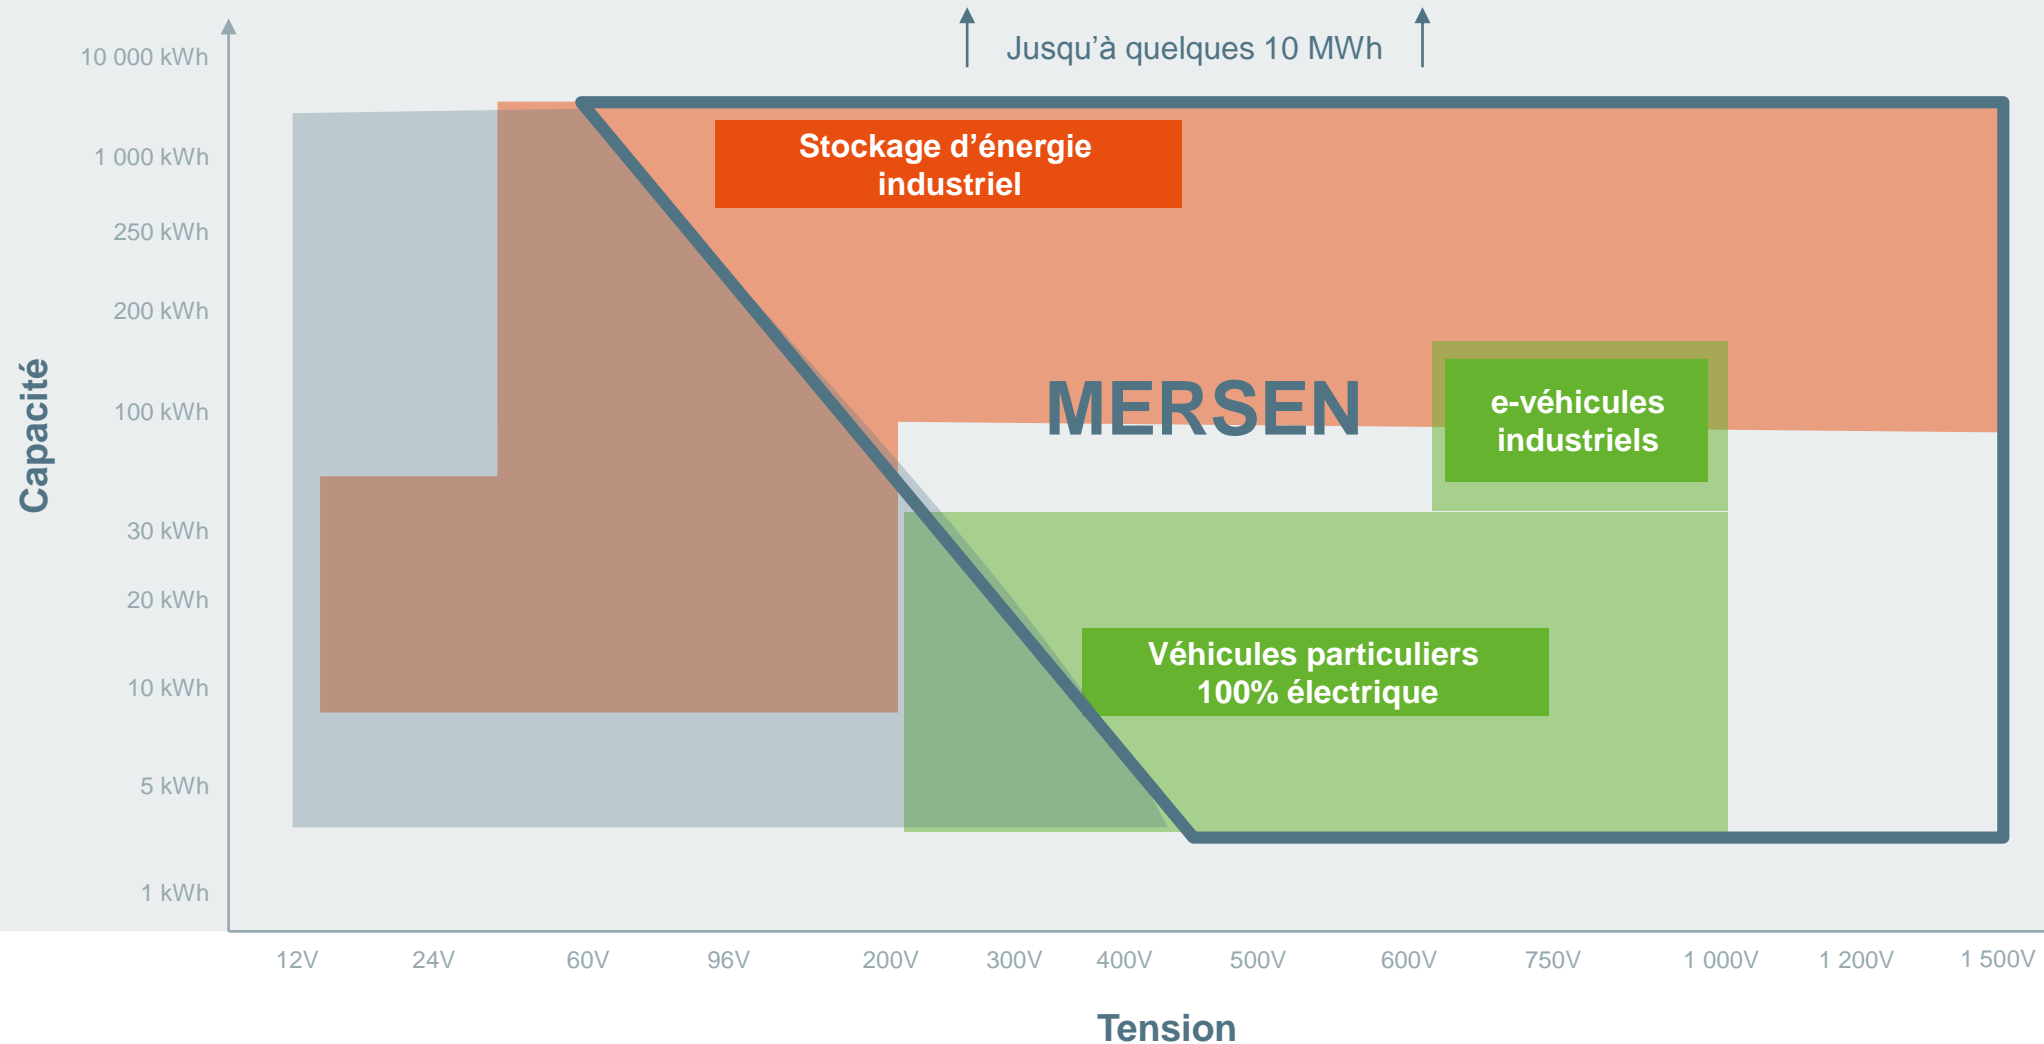 Jusqu’à quelques 10 MWh
10 000 kWh
Stockage d’énergie
industriel
1 000 kWh
250 kWh
200 kWh
Capacité
MERSEN
e-véhicules
industriels
100 kWh
30 kWh
20 kWh
Véhicules particuliers
100% électrique
10 kWh
5 kWh
1 kWh
12V 24V 60V 96V 200V 300V 400V 500V 600V 750V 1 000V 1 200V 1 500V
Tension